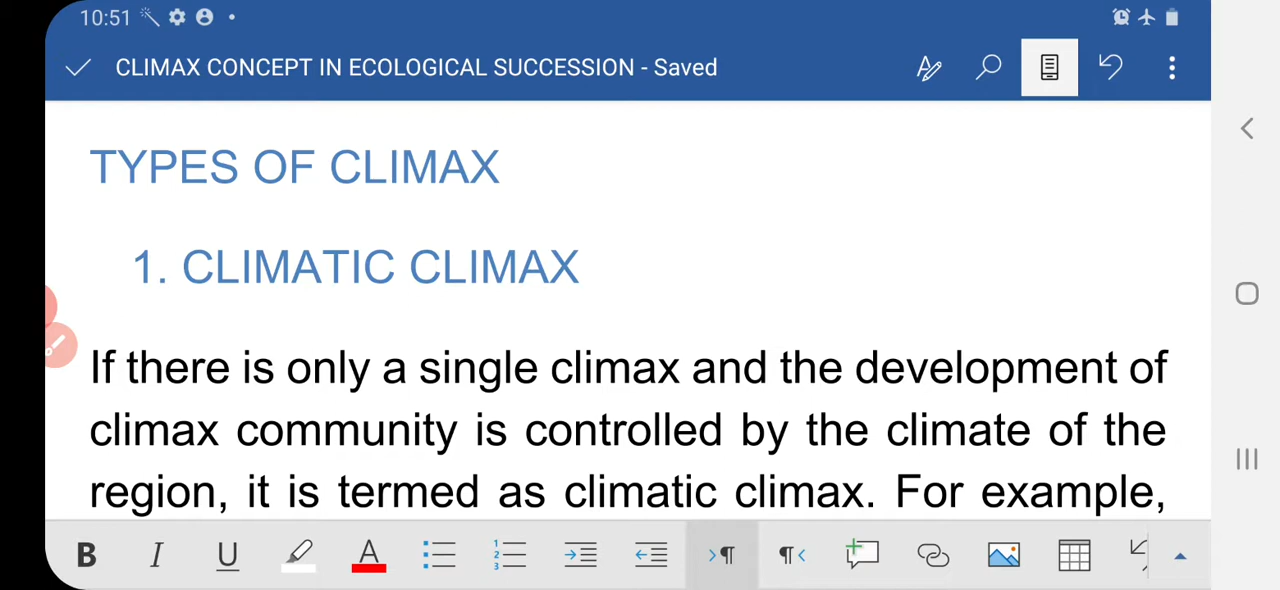 10:51
CLIMAX CONCEPT IN ECOLOGICAL SUCCESSION - Saved
TYPES OF CLIMAX
1. CLIMATIC CLIMAX
If there is only a single climax and the development of
climax community is controlled by the climate of the
region, it is termed as climatic climax. For example,
B I U A